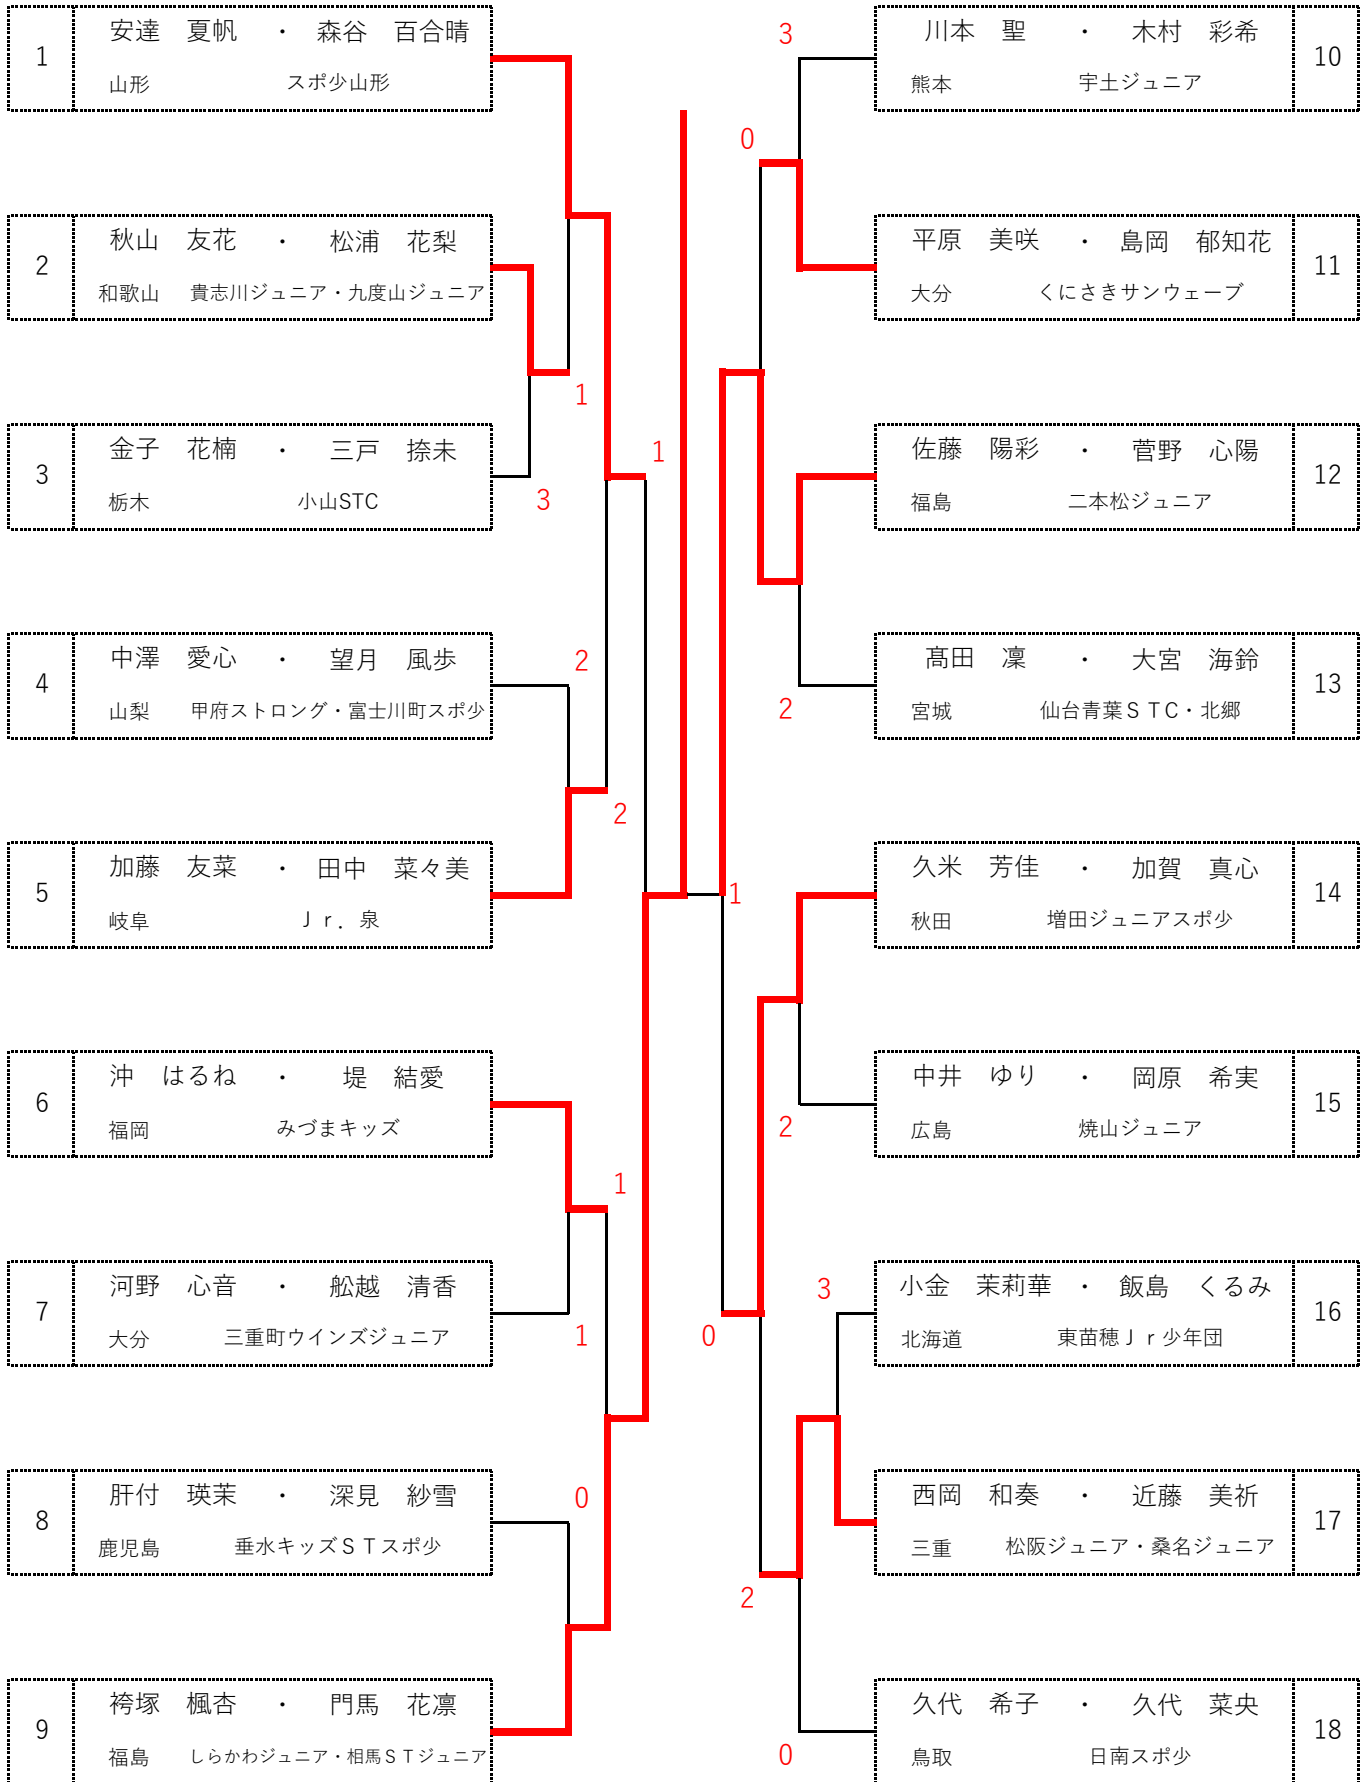 1
安達　夏帆　・　森谷　百合晴
山形　スポ少山形
2
秋山　友花　・　松浦　花梨
和歌山　貴志川ジュニア・九度山ジュニア
1
3
金子　花楠　・　三戸　捺未
栃木　小山STC
3
1
4
中澤　愛心　・　望月　風歩
山梨　甲府ストロング・富士川町スポ少
2
2
5
加藤　友菜　・　田中　菜々美
岐阜　Ｊｒ．泉
6
沖　はるね　・　堤　結愛
福岡　みづまキッズ
1
7
河野　心音　・　舩越　清香
大分　三重町ウインズジュニア
1
8
肝付　瑛茉　・　深見　紗雪
鹿児島　垂水キッズＳＴスポ少
0
9
袴塚　楓杏　・　門馬　花凛
福島　しらかわジュニア・相馬ＳＴジュニア
3
川本　聖　・　木村　彩希
熊本　宇土ジュニア
10
0
平原　美咲　・　島岡　郁知花
大分　くにさきサンウェーブ
11
佐藤　陽彩　・　菅野　心陽
福島　二本松ジュニア
12
髙田　凜　・　大宮　海鈴
宮城　仙台青葉ＳＴＣ・北郷
13
2
1
久米　芳佳　・　加賀　真心
秋田　増田ジュニアスポ少
14
中井　ゆり　・　岡原　希実
広島　焼山ジュニア
15
2
3
0
小金　茉莉華　・　飯島　くるみ
北海道　東苗穂Ｊｒ少年団
16
西岡　和奏　・　近藤　美祈
三重　松阪ジュニア・桑名ジュニア
17
2
久代　希子　・　久代　菜央
鳥取　日南スポ少
18
0